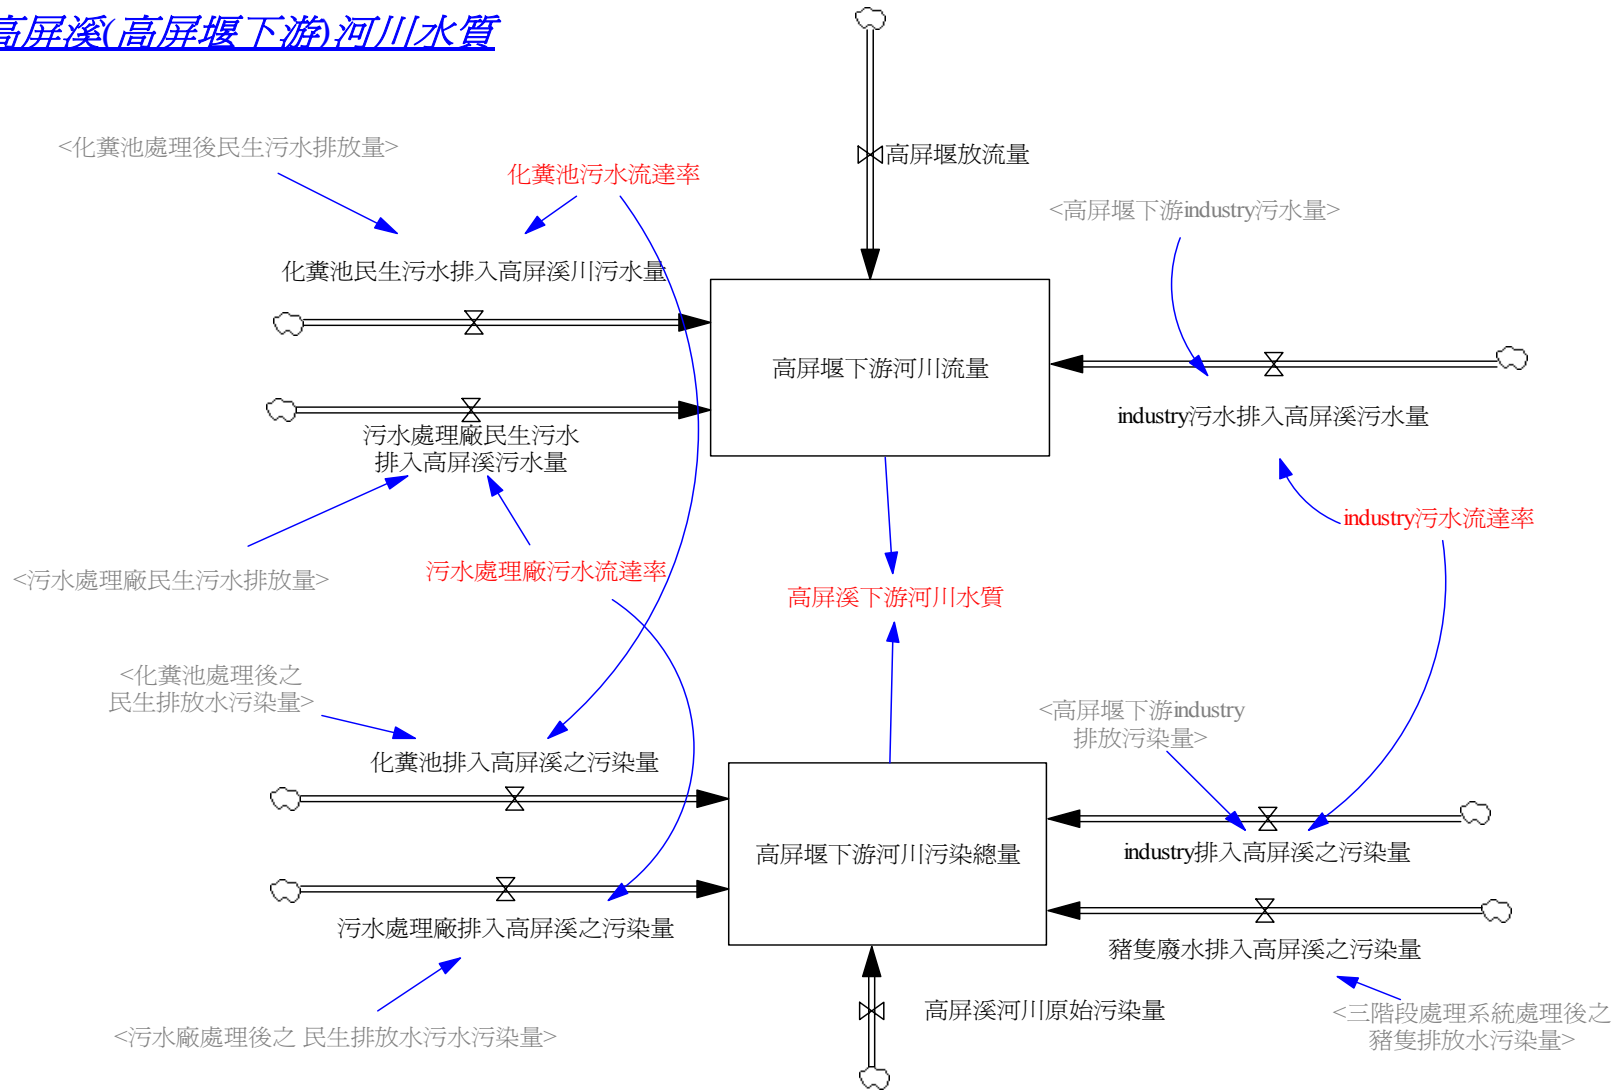 高屏溪(高屏堰下游)河川水質
<化糞池處理後民生污水排放量>
化糞池污水流達率
高屏堰放流量
<高屏堰下游industry污水量>
化糞池民生污水排入高屏溪川污水量
高屏堰下游河川流量
industry污水排入高屏溪污水量
污水處理廠民生污水
排入高屏溪污水量
industry污水流達率
<污水處理廠民生污水排放量>
污水處理廠污水流達率
高屏溪下游河川水質
<化糞池處理後之
民生排放水污染量>
<高屏堰下游industry
排放污染量>
化糞池排入高屏溪之污染量
高屏堰下游河川污染總量
industry排入高屏溪之污染量
污水處理廠排入高屏溪之污染量
豬隻廢水排入高屏溪之污染量
高屏溪河川原始污染量
<三階段處理系統處理後之
豬隻排放水污染量>
<污水廠處理後之 民生排放水污水污染量>